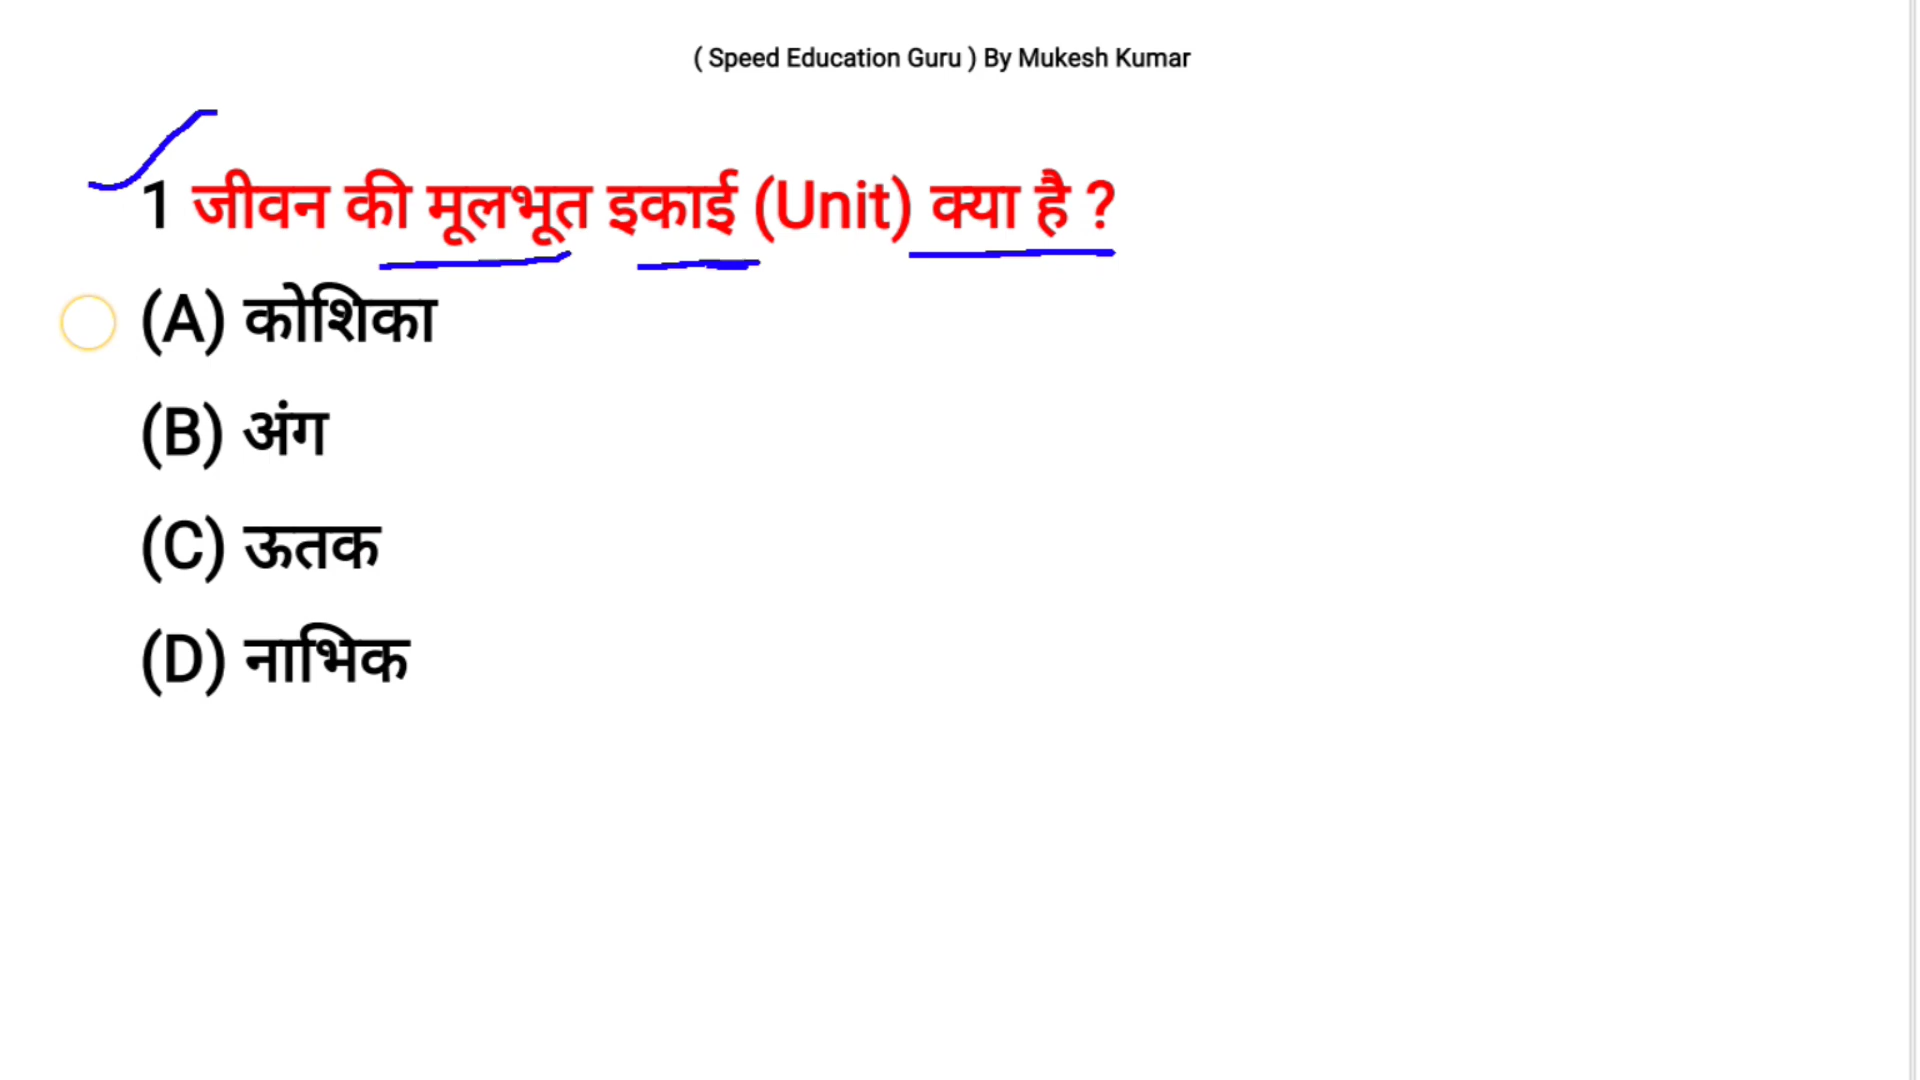 ( Speed Education Guru ) By Mukesh Kumar
1 जीवन की मूलभूत इकाई (Unit) क्या है ?
(A) कोशिका
(B) अंग
(C) ऊतक
(D) नाभिक